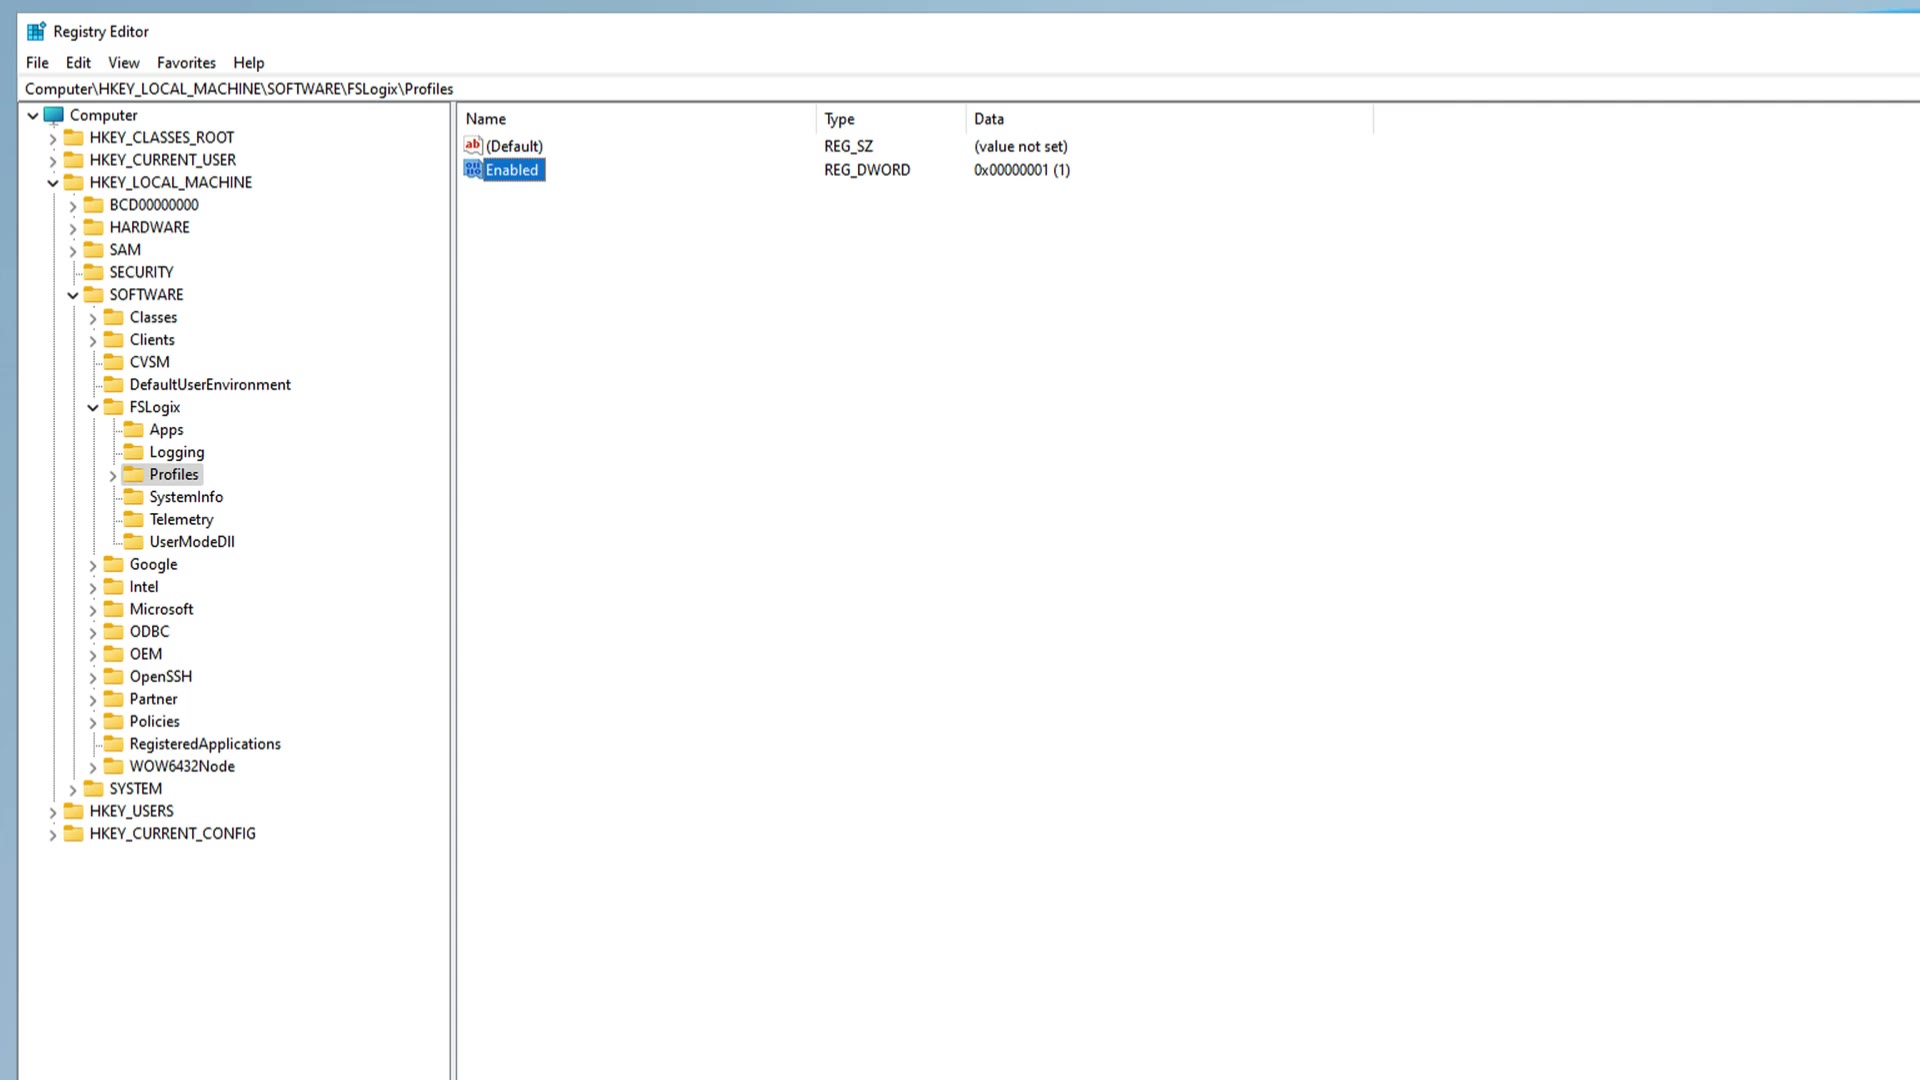 Registry Editor
File Edit View Favorites Help
Computer\HKEY_LOCAL_MACHINE\SOFTWARE\FSLogix\Profiles
Computer
HKEY_CLASSES_ROOT
HKEY_CURRENT_USER
HKEY_LOCAL_MACHINE
BCD00000000
HARDWARE
SAM
SECURITY
SOFTWARE
Classes
Clients
CVSM
DefaultUserEnvironment
FSLogix
Apps
Logging
Profiles
SystemInfo
Telemetry
UserModeDll
Google
Intel
Microsoft
ODBC
OEM
OpenSSH
Partner
Policies
RegisteredApplications
WOW6432Node
SYSTEM
HKEY_USERS
HKEY_CURRENT_CONFIG
Name Type Data
(Default) REG_SZ (value not set)
Enabled REG_DWORD 0x00000001 (1)